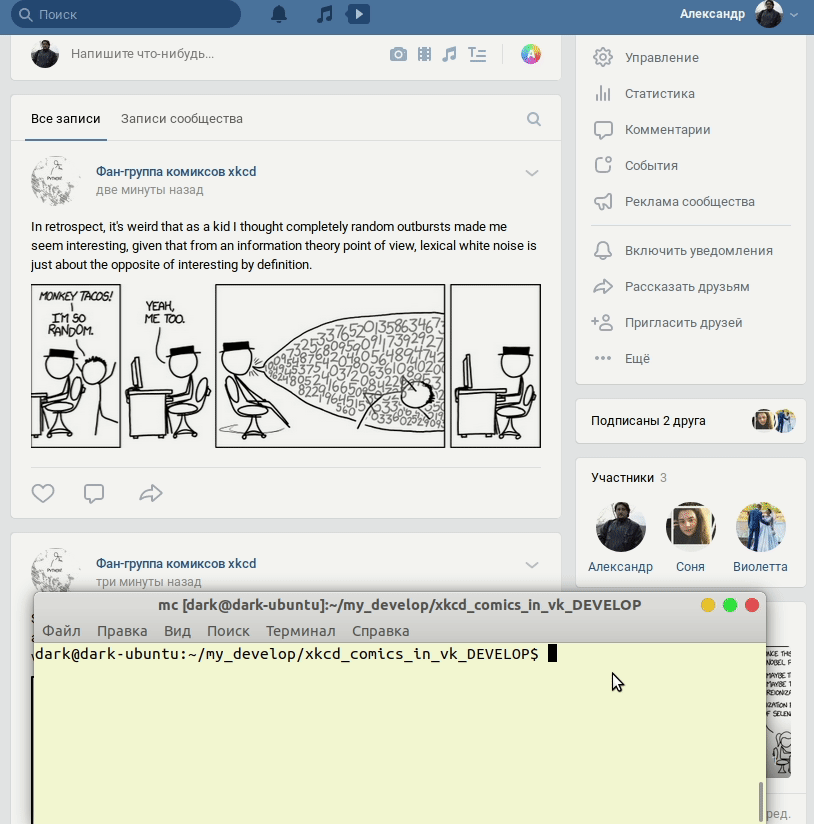 Поиск
Александр
Напишите что-нибудь...
A
Все записи
Записи сообщества
Фан-группа комиксов xkcd
две минуты назад
In retrospect, it's weird that as a kid I thought completely random outbursts made me
seem interesting, given that from an information theory point of view, lexical white noise is
just about the opposite of interesting by definition.
MONKEY TACOS!
I'M SO
RANDOM.
YEAH,
ME TOO.
Фан-группа комиксов xkcd
три минуты назад
Управление
Статистика
Комментарии
События
Реклама сообщества
Включить уведомления
Рассказать друзьям
Пригласить друзей
Ещё
Подписаны 2 друга
Участники 3
Александр
Соня
Виолетта
mc [dark@dark-ubuntu]:~/my_develop/xkcd_comics_in_vk_DEVELOP
Файл
Правка
Вид
Поиск
Терминал
Справка
dark@dark-ubuntu:~/my_develop/xkcd_comics_in_vk_DEVELOP$